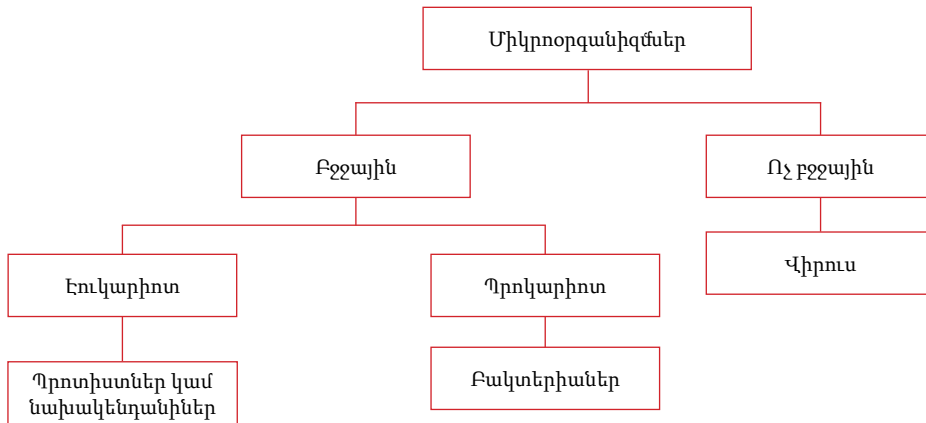 Միկրոօրգանիզմներ
Բջջային
Ոչ բջջային
Էուկարիոտ
Պրոկարիոտ
Վիրուս
Պրոտիստներ կամ
նախակենդանիներ
Բակտերիաներ